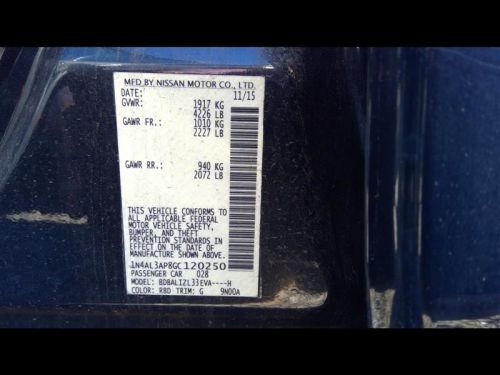 MFD.BY NISSAN MOTOR CO., LTD.
DATE: 11/15
GVWR: 1917 KG
4226 LB
GAWR FR.: 1010 KG
2227 LB
GAWR RR.: 940 KG
2072 LB
THIS VEHICLE CONFORMS TO
ALL APPLICABLE FEDERAL
MOTOR VEHICLE SAFETY,
BUMPER, AND THEFT
PREVENTION STANDARDS
IN EFFECT ON THE DATE OF
MANUFACTURE SHOWN ABOVE.
1N4AL3AP8GC120250
PASSENGER CAR 028
MODEL: BDBALIZL33EVA----H
COLOR: RBD TRIM: G 9N00A